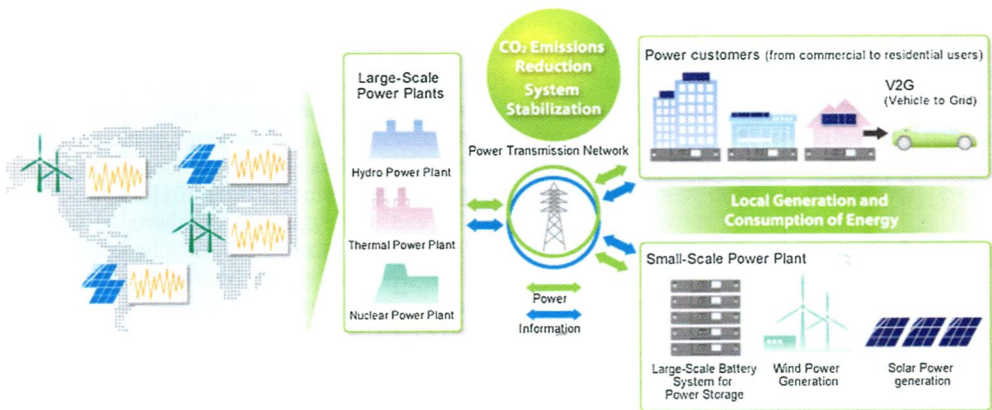 CO₂ Emissions
Reduction
System
Stabilization
Large-Scale
Power Plants
Hydro Power Plant
Thermal Power Plant
Nuclear Power Plant
Power Transmission Network
Power
Information
Power customers (from commercial to residential users)
V2G
(Vehicle to Grid)
Local Generation and
Consumption of Energy
Small-Scale Power Plant
Large-Scale Battery
System for
Power Storage
Wind Power
Generation
Solar Power
generation